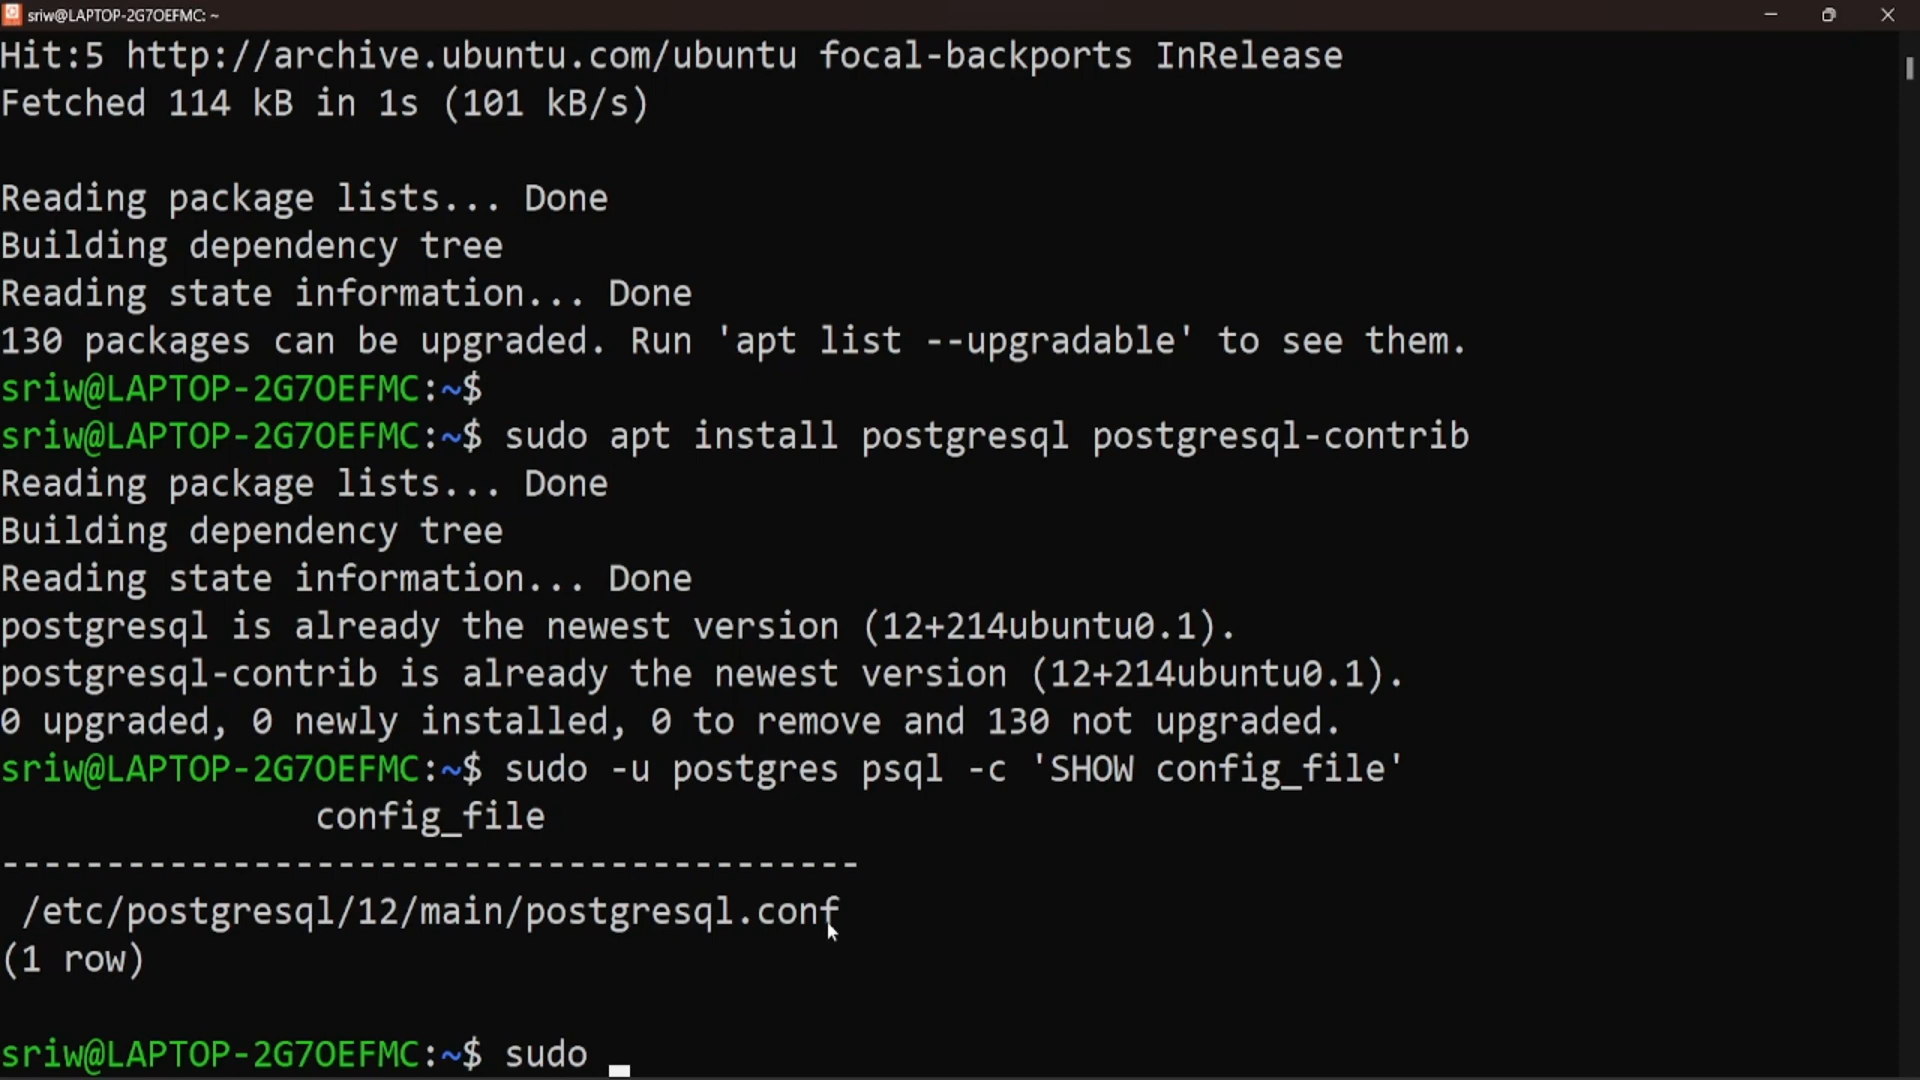 sriw@LAPTOP-2G7OEFMC: ~
Hit:5 http://archive.ubuntu.com/ubuntu focal-backports InRelease
Fetched 114 kB in 1s (101 kB/s)
Reading package lists... Done
Building dependency tree
Reading state information... Done
130 packages can be upgraded. Run 'apt list --upgradable' to see them.
sriw@LAPTOP-2G7OEFMC:~$
sriw@LAPTOP-2G7OEFMC:~$ sudo apt install postgresql postgresql-contrib
Reading package lists... Done
Building dependency tree
Reading state information... Done
postgresql is already the newest version (12+214ubuntu0.1).
postgresql-contrib is already the newest version (12+214ubuntu0.1).
0 upgraded, 0 newly installed, 0 to remove and 130 not upgraded.
sriw@LAPTOP-2G7OEFMC:~$ sudo -u postgres psql -c 'SHOW config_file'
config_file
-----------------------------------------
/etc/postgresql/12/main/postgresql.conf
(1 row)
sriw@LAPTOP-2G7OEFMC:~$ sudo